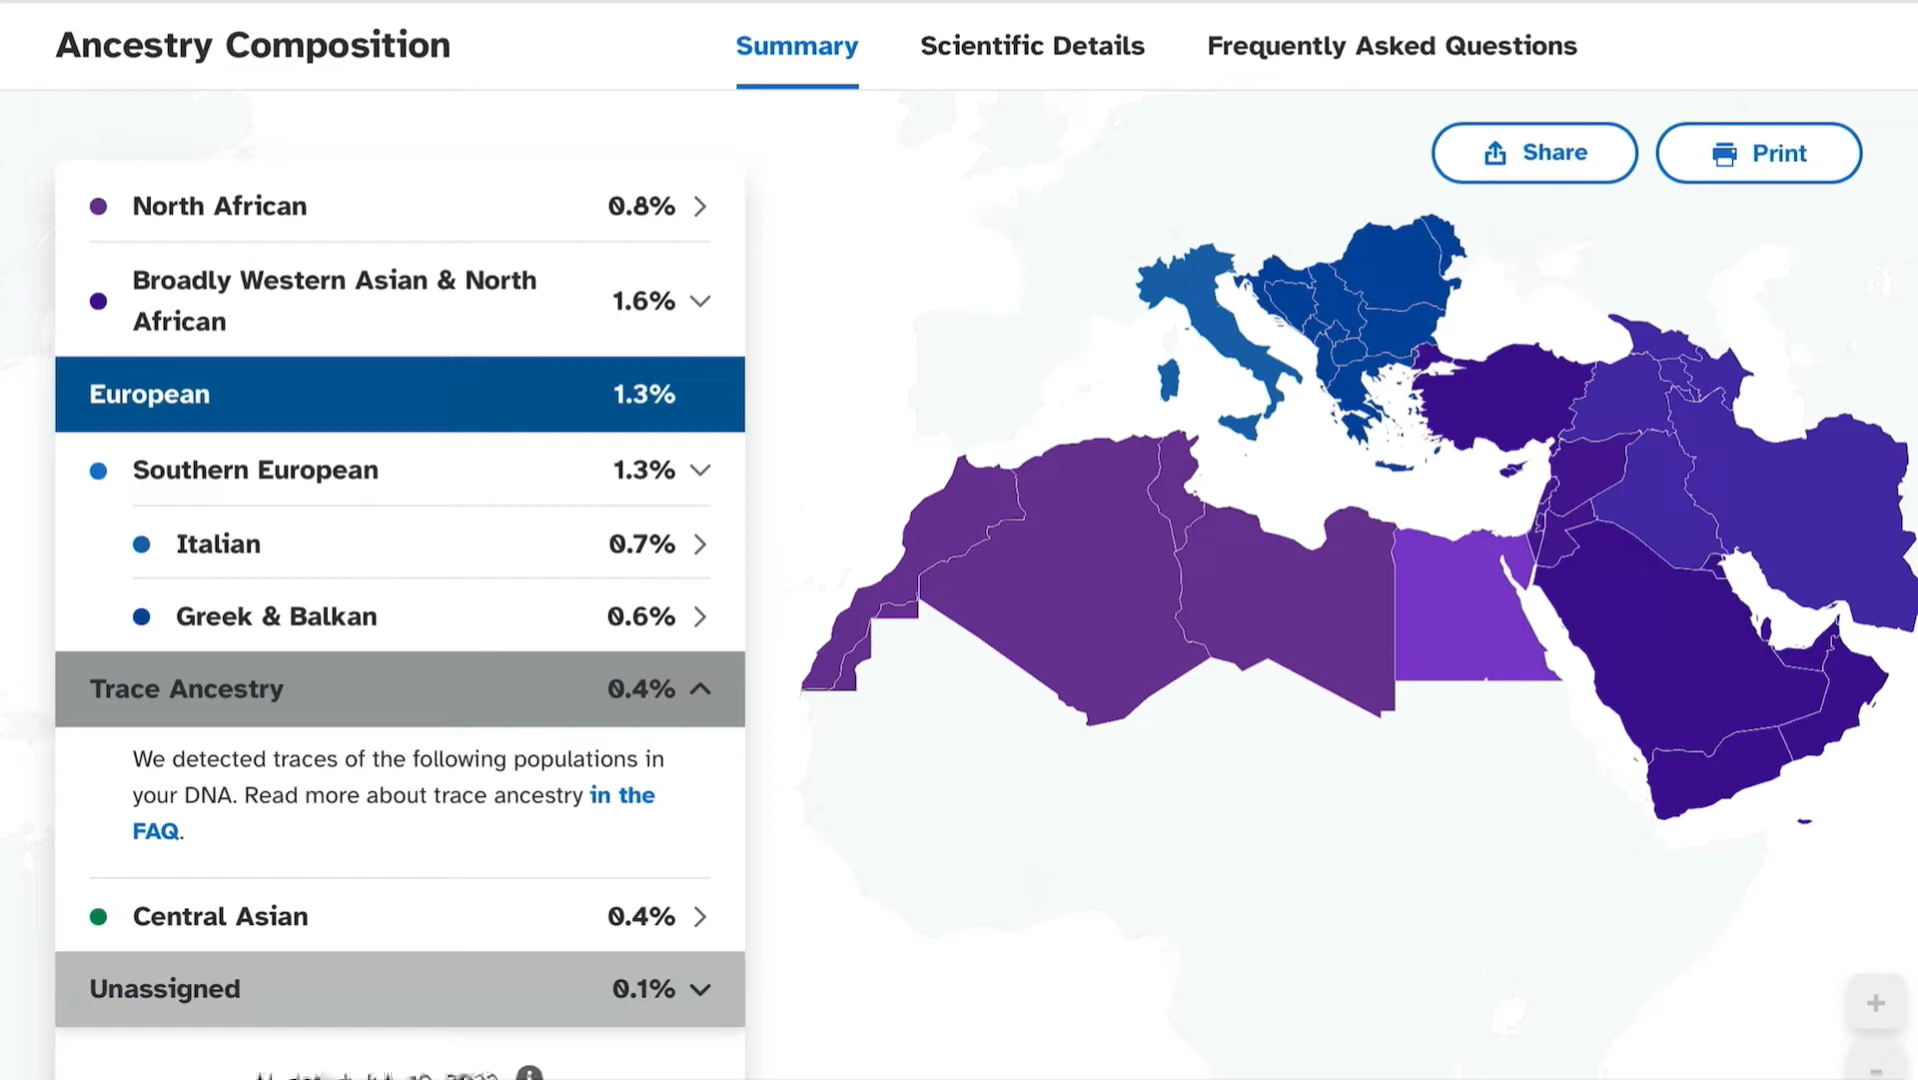 Ancestry Composition
Summary
Scientific Details
Frequently Asked Questions
Share
Print
North African 0.8%
Broadly Western Asian & North
African
1.6%
European 1.3%
Southern European 1.3%
Italian 0.7%
Greek & Balkan 0.6%
Trace Ancestry 0.4%
We detected traces of the following populations in
your DNA. Read more about trace ancestry in the
FAQ.
Central Asian 0.4%
Unassigned 0.1%
+
-